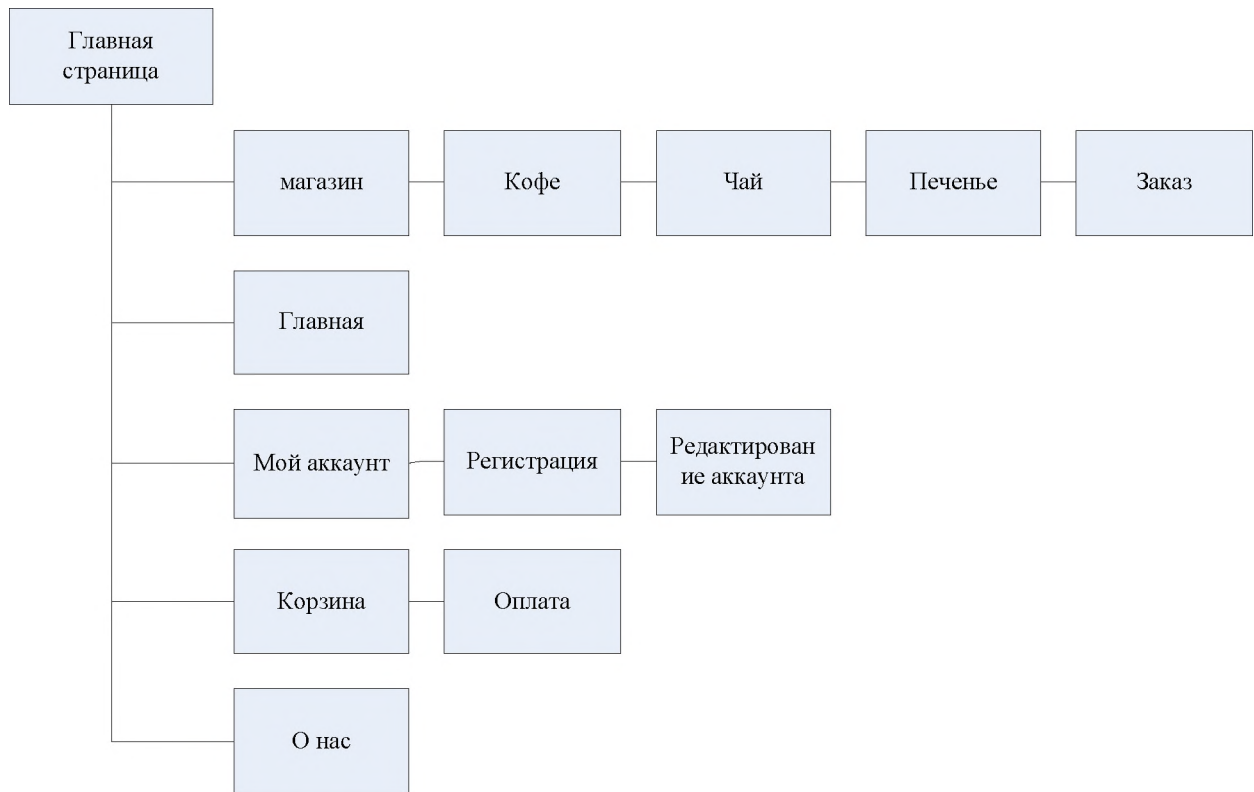 Главная
страница
магазин
Кофе
Чай
Печенье
Заказ
Главная
Мой аккаунт
Регистрация
Редактирован
ие аккаунта
Корзина
Оплата
О нас